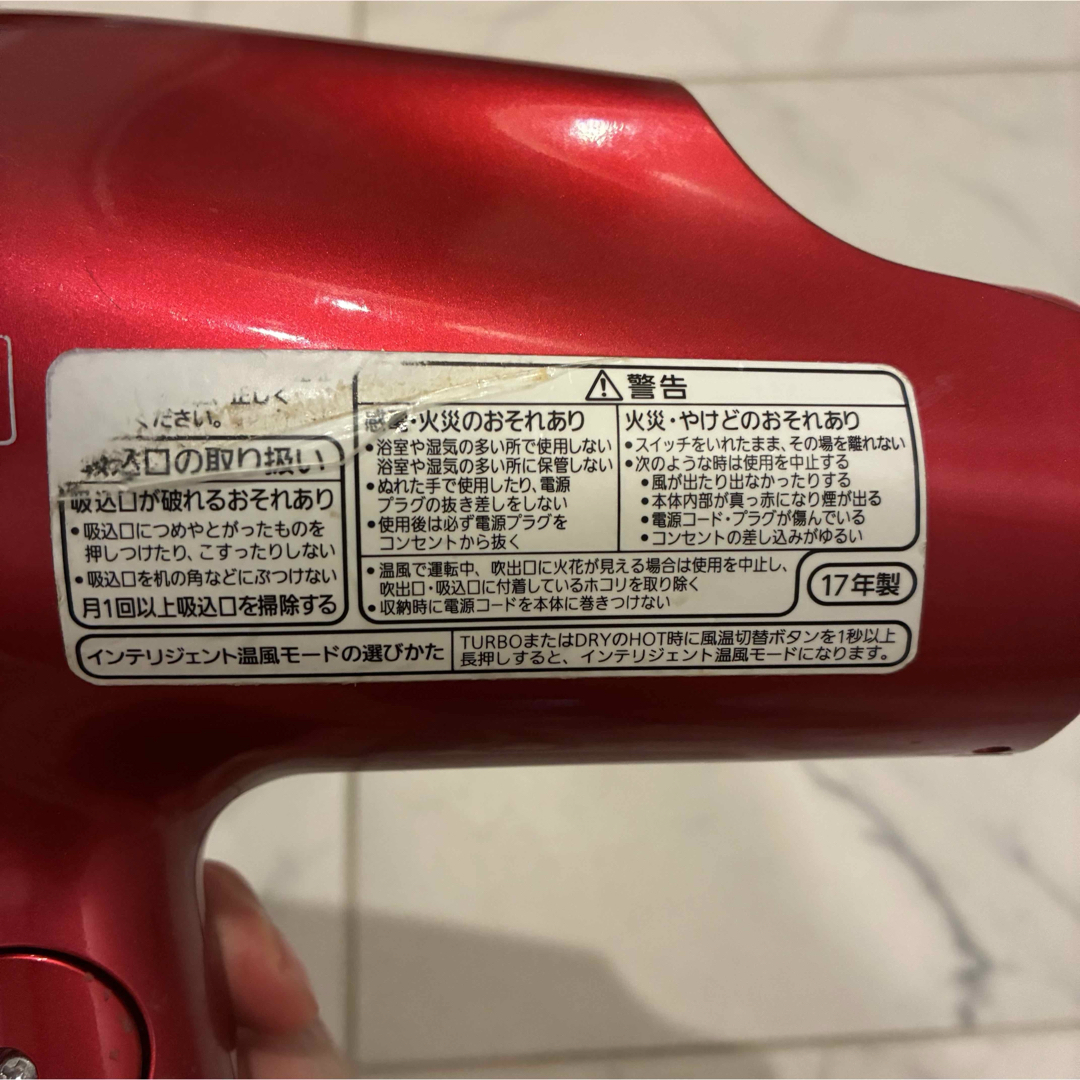 正しく
ください。
込口の取り扱い
吸込口が破れるおそれあり
•吸込口につめやとがったものを
押しつけたり、こすったりしない
•吸込口を机の角などにぶつけない
月1回以上吸込口を掃除する
⚠警告
感・火災のおそれあり
•浴室や湿気の多い所で使用しない
浴室や湿気の多い所に保管しない
•ぬれた手で使用したり、電源
プラグの抜き差しをしない
•使用後は必ず電源プラグを
コンセントから抜く
火災・やけどのおそれあり
•スイッチをいれたまま、その場を離れない
•次のような時は使用を中止する
•風が出たり出なかったりする
•本体内部が真っ赤になり煙が出る
•電源コード・プラグが傷んでいる
•コンセントの差し込みがゆるい
•温風で運転中、吹出口に火花が見える場合は使用を中止し、
吹出口・吸込口に付着しているホコリを取り除く
•収納時に電源コードを本体に巻きつけない
17年製
インテリジェント温風モードの選びかた
TURBOまたはDRYのHOT時に風温切替ボタンを1秒以上
長押しすると、インテリジェント温風モードになります。